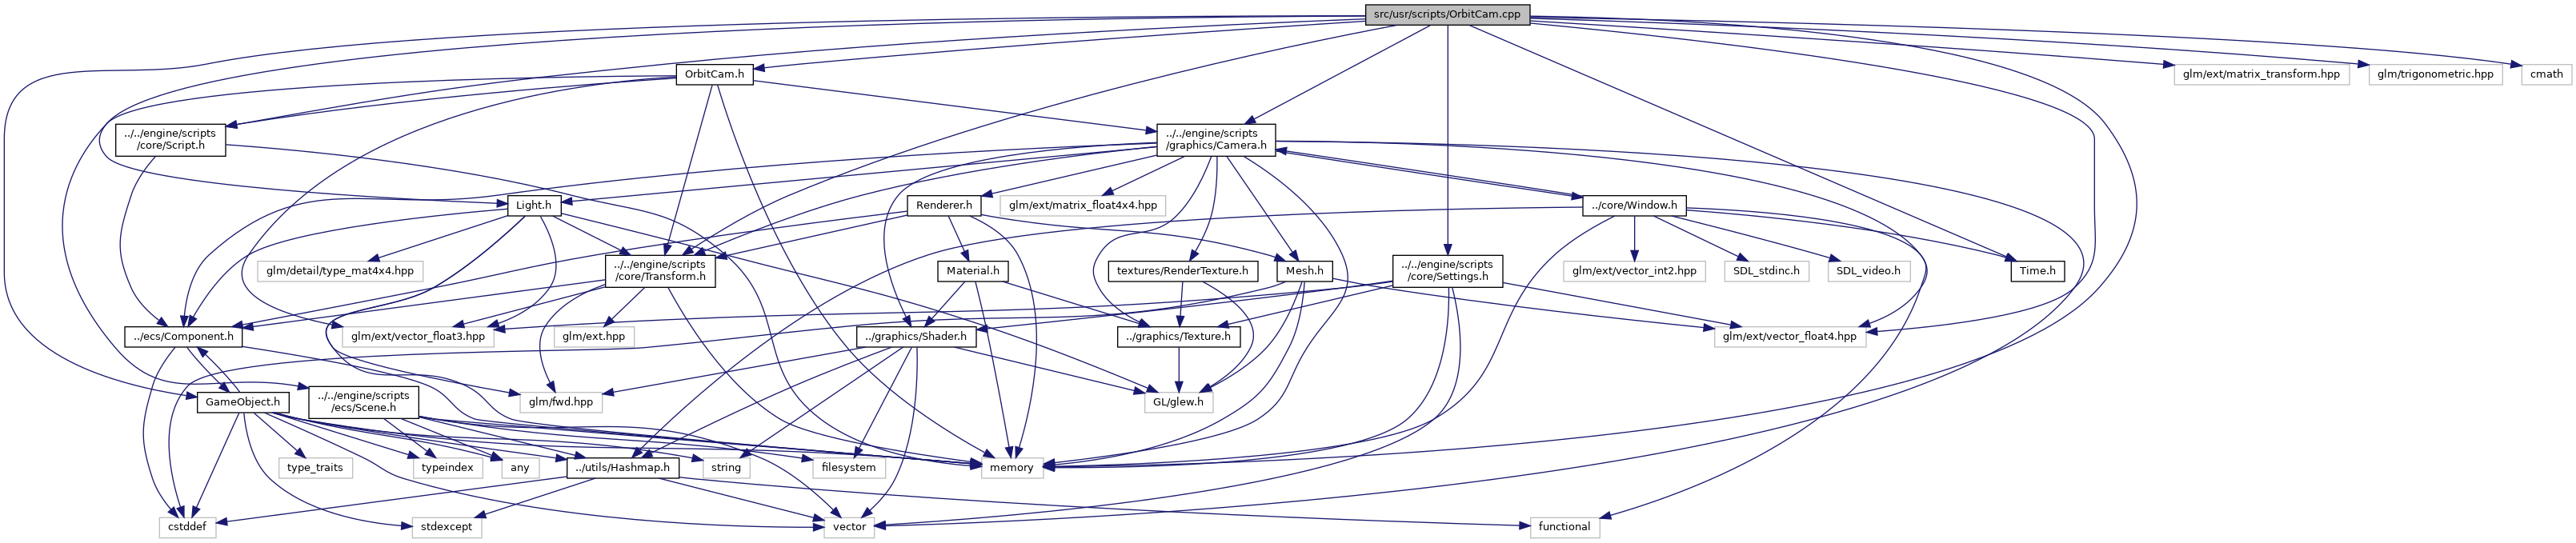 src/usr/scripts/OrbitCam.cpp
OrbitCam.h
glm/ext/matrix_transform.hpp
glm/trigonometric.hpp
cmath
../../engine/scripts
/core/Script.h
../../engine/scripts
/graphics/Camera.h
Light.h
Renderer.h
glm/ext/matrix_float4x4.hpp
../core/Window.h
glm/detail/type_mat4x4.hpp
../../engine/scripts
/core/Transform.h
Material.h
textures/RenderTexture.h
Mesh.h
../../engine/scripts
/core/Settings.h
glm/ext/vector_int2.hpp
SDL_stdinc.h
SDL_video.h
Time.h
../ecs/Component.h
glm/ext/vector_float3.hpp
glm/ext.hpp
../graphics/Shader.h
../graphics/Texture.h
glm/ext/vector_float4.hpp
GameObject.h
../../engine/scripts
/ecs/Scene.h
glm/fwd.hpp
GL/glew.h
type_traits
typeindex
any
../utils/Hashmap.h
string
filesystem
memory
cstddef
stdexcept
vector
functional